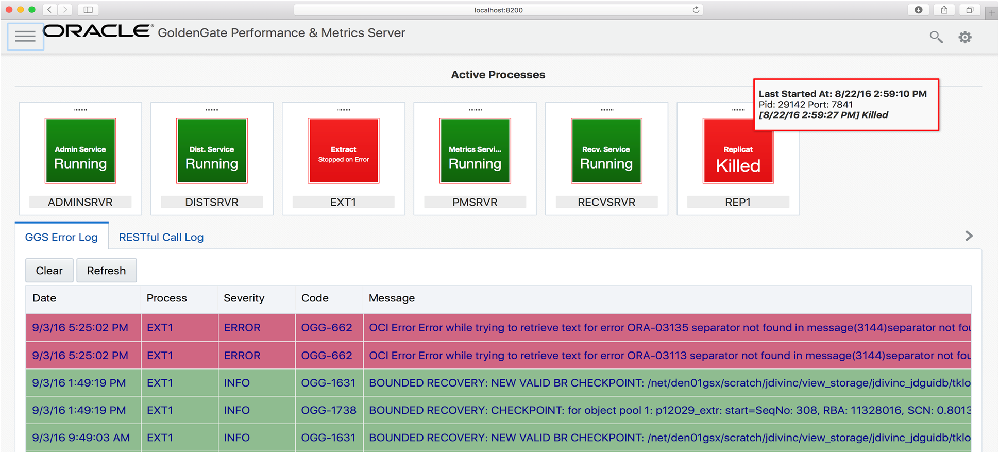 localhost:8200
ORACLE® GoldenGate Performance & Metrics Server
Active Processes
Last Started At: 8/22/16 2:59:10 PM
Pid: 29142 Port: 7841
[8/22/16 2:59:27 PM] Killed
Admin Service
Running
ADMINSRVR
Dist. Service
Running
DISTSRVR
Extract
Stopped on Error
EXT1
Metrics Servi...
Running
PMSRVR
Recv. Service
Running
RECVSRVR
Replicat
Killed
REP1
GGS Error Log RESTful Call Log
Clear Refresh
Date Process Severity Code Message
9/3/16 5:25:02 PM EXT1 ERROR OGG-662 OCI Error Error while trying to retrieve text for error ORA-03135 separator not found in message(3144)separator not fou
9/3/16 5:25:02 PM EXT1 ERROR OGG-662 OCI Error Error while trying to retrieve text for error ORA-03113 separator not found in message(3144)separator not fou
9/3/16 1:49:19 PM EXT1 INFO OGG-1631 BOUNDED RECOVERY: NEW VALID BR CHECKPOINT: /net/den01gsx/scratch/jdivinc/view_storage/jdivinc_jdguidb/tklo
9/3/16 1:49:19 PM EXT1 INFO OGG-1738 BOUNDED RECOVERY: CHECKPOINT: for object pool 1: p12029_extr: start=SeqNo: 308, RBA: 11328016, SCN: 0.8013
9/3/16 9:49:03 AM EXT1 INFO OGG-1631 BOUNDED RECOVERY: NEW VALID BR CHECKPOINT: /net/den01gsx/scratch/jdivinc/view_storage/jdivinc_jdguidb/tklo